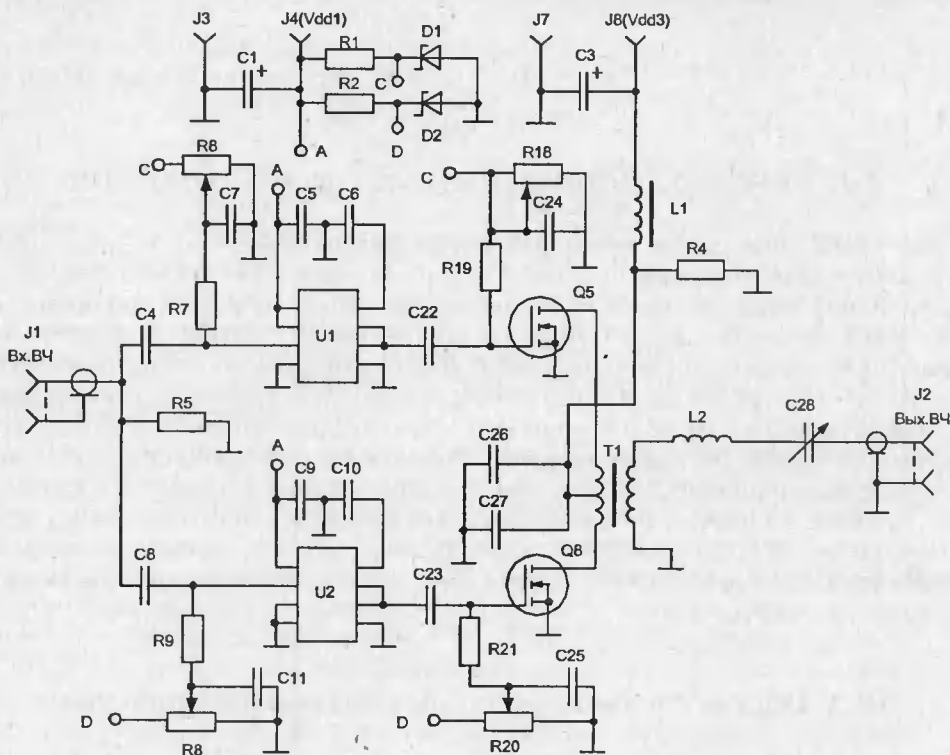 J3
J4(Vdd1)
J7
J8(Vdd3)
C1
+
R1
D1
C
R2
D
D2
A
C3
+
C
R8
C7
A
C5
C6
C
R18
C24
L1
R4
R19
R7
Q5
J1
Вх.ВЧ
C4
U1
C22
R5
J2
Вых.ВЧ
L2
C28
A
C26
T1
C9
C10
C27
Q8
C8
U2
C23
R9
R21
C11
C25
D
R8
D
R20